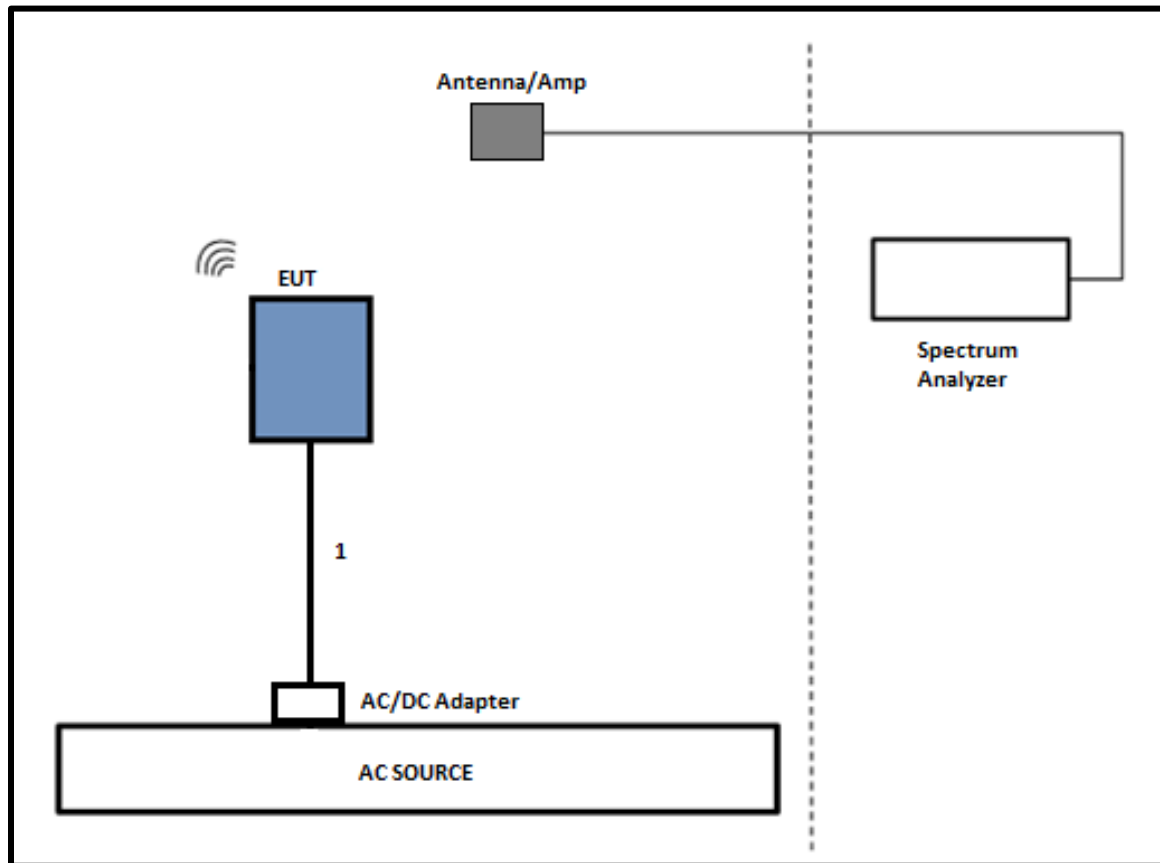 Antenna/Amp
EUT
Spectrum
Analyzer
1
AC/DC Adapter
AC SOURCE